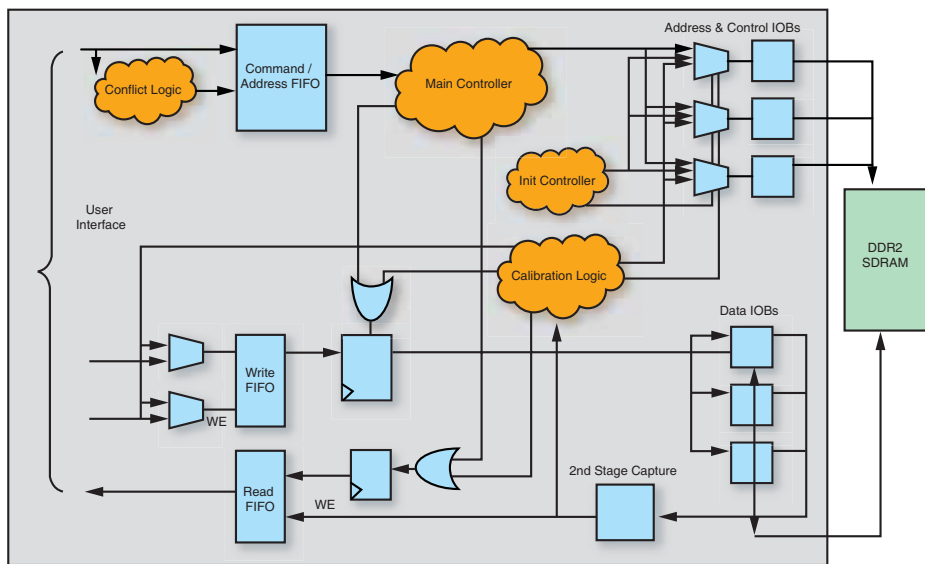 Address & Control IOBs
Command /
Address FIFO
Main Controller
Conflict Logic
Init Controller
User
Interface
DDR2
SDRAM
Calibration Logic
Data IOBs
Write
FIFO
WE
2nd Stage Capture
Read
FIFO
WE